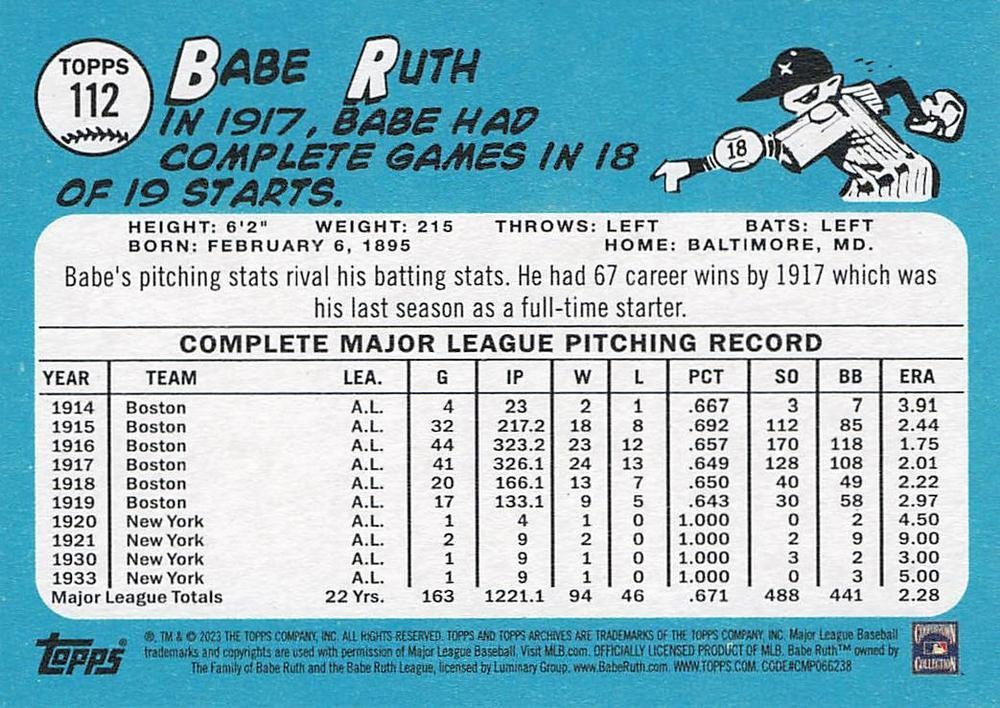 TOPPS
112
BABE RUTH
IN 1917, BABE HAD
COMPLETE GAMES IN 18
OF 19 STARTS.
18
HEIGHT: 6'2" WEIGHT: 215 THROWS: LEFT BATS: LEFT
BORN: FEBRUARY 6, 1895 HOME: BALTIMORE, MD.
Babe's pitching stats rival his batting stats. He had 67 career wins by 1917 which was
his last season as a full-time starter.
COMPLETE MAJOR LEAGUE PITCHING RECORD
YEAR TEAM LEA. G IP W L PCT SO BB ERA
1914 Boston A.L. 4 23 2 1 .667 3 7 3.91
1915 Boston A.L. 32 217.2 18 8 .692 112 85 2.44
1916 Boston A.L. 44 323.2 23 12 .657 170 118 1.75
1917 Boston A.L. 41 326.1 24 13 .649 128 108 2.01
1918 Boston A.L. 20 166.1 13 7 .650 40 49 2.22
1919 Boston A.L. 17 133.1 9 5 .643 30 58 2.97
1920 New York A.L. 1 4 1 0 1.000 0 2 4.50
1921 New York A.L. 2 9 2 0 1.000 2 9 9.00
1930 New York A.L. 1 9 1 0 1.000 3 2 3.00
1933 New York A.L. 1 9 1 0 1.000 0 3 5.00
Major League Totals 22 Yrs. 163 1221.1 94 46 .671 488 441 2.28
Topps®
®, TM & © 2023 THE TOPPS COMPANY, INC. ALL RIGHTS RESERVED. TOPPS AND TOPPS ARCHIVES ARE TRADEMARKS OF THE TOPPS COMPANY, INC. Major League Baseball
trademarks and copyrights are used with permission of Major League Baseball. Visit MLB.com. OFFICIALLY LICENSED PRODUCT OF MLB. Babe Ruth™ owned by
The Family of Babe Ruth and the Babe Ruth League, licensed by Luminary Group. www.BabeRuth.com. WWW.TOPPS.COM. CODE#CMP066238
COOPERSTOWN
COLLECTION